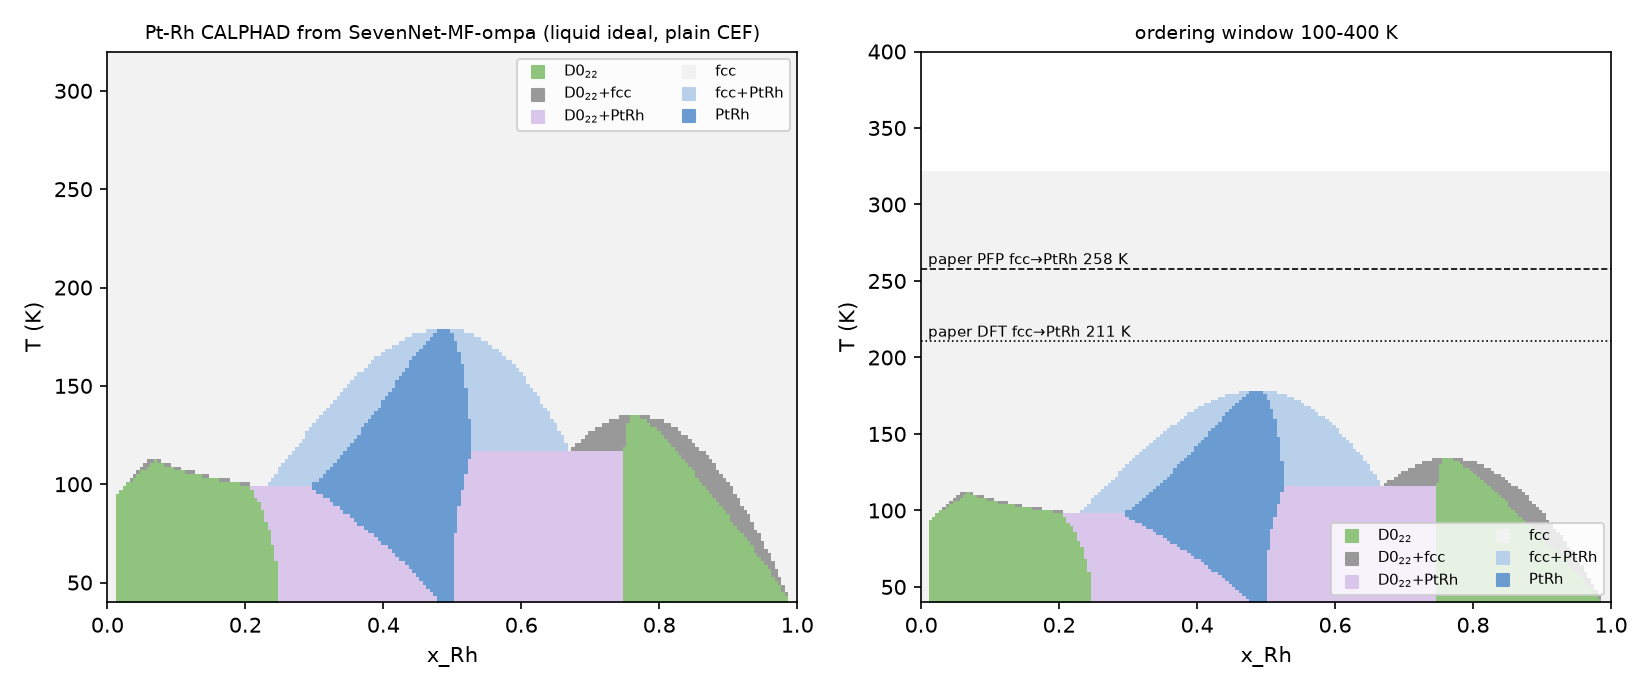 Pt-Rh CALPHAD from SevenNet-MF-ompa (liquid ideal, plain CEF)
T (K)
300
250
200
150
100
50
D0₂₂
D0₂₂+fcc
D0₂₂+PtRh
fcc
fcc+PtRh
PtRh
0.0 0.2 0.4 0.6 0.8 1.0
x_Rh
ordering window 100-400 K
T (K)
400
350
300
250
200
150
100
50
paper PFP fcc→PtRh 258 K
paper DFT fcc→PtRh 211 K
D0₂₂
D0₂₂+fcc
D0₂₂+PtRh
fcc
fcc+PtRh
PtRh
0.0 0.2 0.4 0.6 0.8 1.0
x_Rh